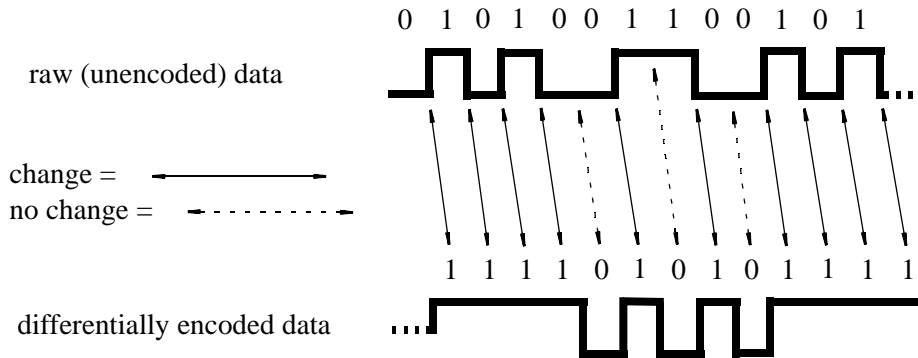 0 1 0 1 0 0 1 1 0 0 1 0 1
raw (unencoded) data
change =
no change =
1 1 1 1 0 1 0 1 0 1 1 1 1
differentially encoded data